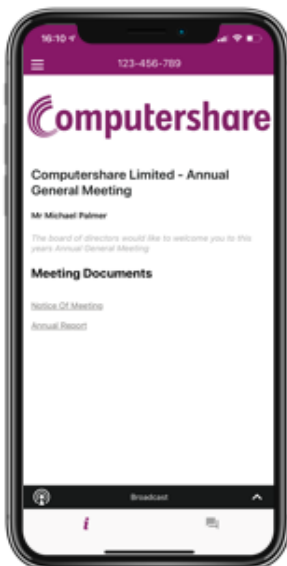 16:10
123-456-789
Computershare
Computershare Limited - Annual
General Meeting
Mr Michael Palmer
The board of directors would like to welcome you to this
years Annual General Meeting
Meeting Documents
Notice Of Meeting
Annual Report
Broadcast
i